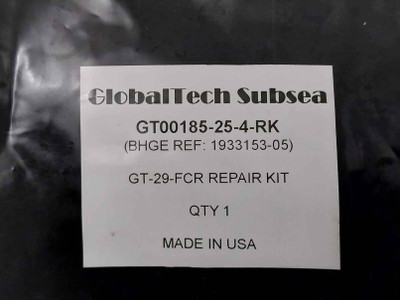 GlobalTech Subsea
GT00185-25-4-RK
(BHGE REF: 1933153-05)
GT-29-FCR REPAIR KIT
QTY 1
MADE IN USA